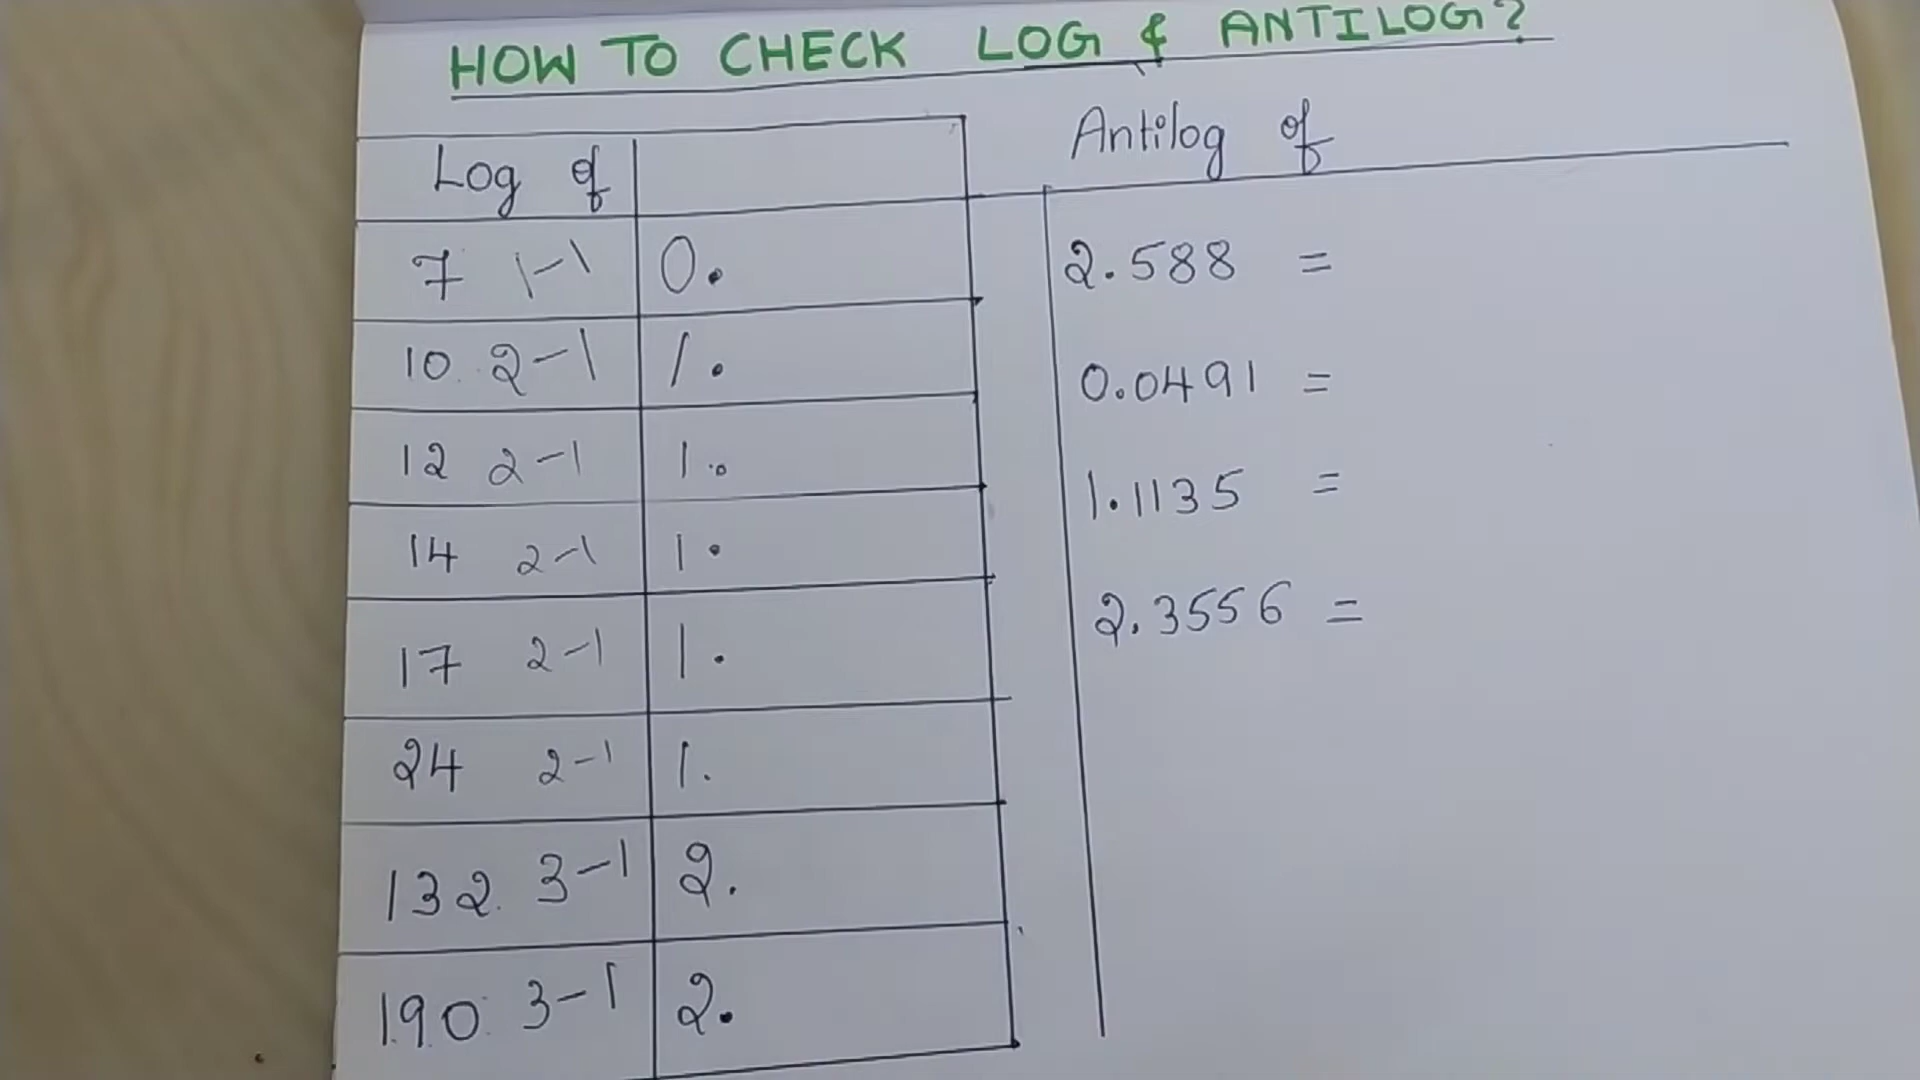 HOW TO CHECK LOG & ANTILOG?
Log of
7 1-1 0.
10 2-1 1.
12 2-1 1.
14 2-1 1.
17 2-1 1.
24 2-1 1.
132 3-1 2.
190 3-1 2.
Antilog of
2.588 =
0.0491 =
1.1135 =
2.3556 =